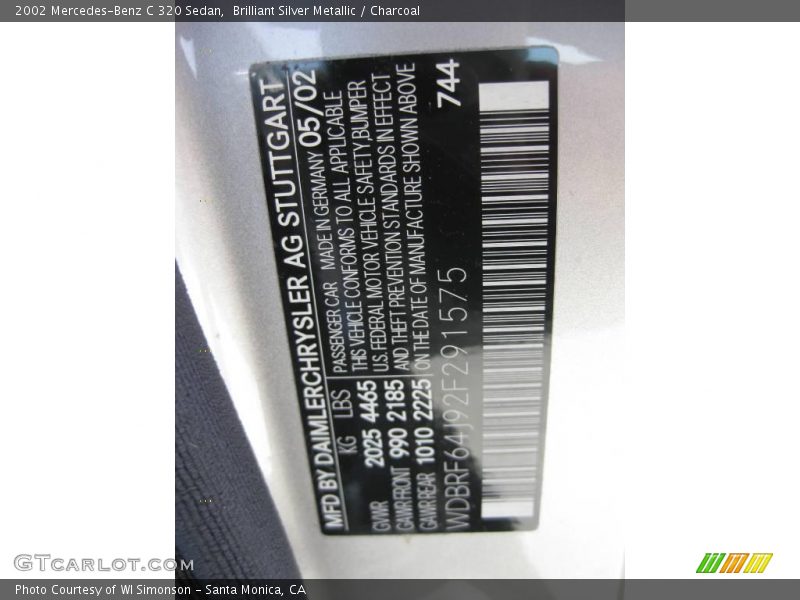 2002 Mercedes-Benz C 320 Sedan,  Brilliant Silver Metallic / Charcoal
MFD BY DAIMLERCHRYSLER AG STUTTGART
KG LBS PASSENGER CAR MADE IN GERMANY 05/02
GVWR 2025 4465 THIS VEHICLE CONFORMS TO ALL APPLICABLE
GAWR FRONT 990 2185 U.S. FEDERAL MOTOR VEHICLE SAFETY, BUMPER
GAWR REAR 1010 2225 AND THEFT PREVENTION STANDARDS IN EFFECT
ON THE DATE OF MANUFACTURE SHOWN ABOVE
WDBRF64J92F291575 744
GTCARLOT.COM
Photo Courtesy of WI Simonson - Santa Monica, CA